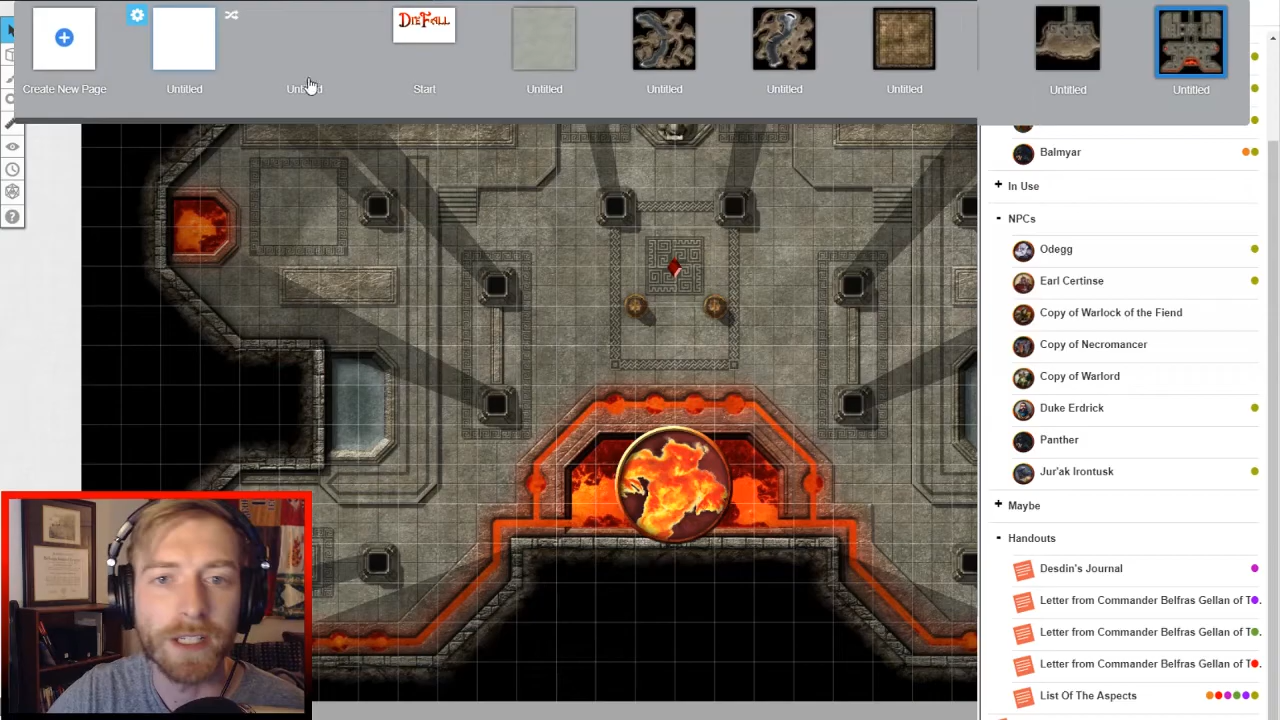 DIEFALL
Create New Page
Untitled
Start
Untitled
Untitled
Untitled
Untitled
Untitled
Untitled
Balmyar
+ In Use
- NPCs
Odegg
Earl Certinse
Copy of Warlock of the Fiend
Copy of Necromancer
Copy of Warlord
Duke Erdrick
Panther
Jur'ak Irontusk
+ Maybe
- Handouts
Desdin's Journal
Letter from Commander Belfras Gellan of T
Letter from Commander Belfras Gellan of T
Letter from Commander Belfras Gellan of T
List Of The Aspects